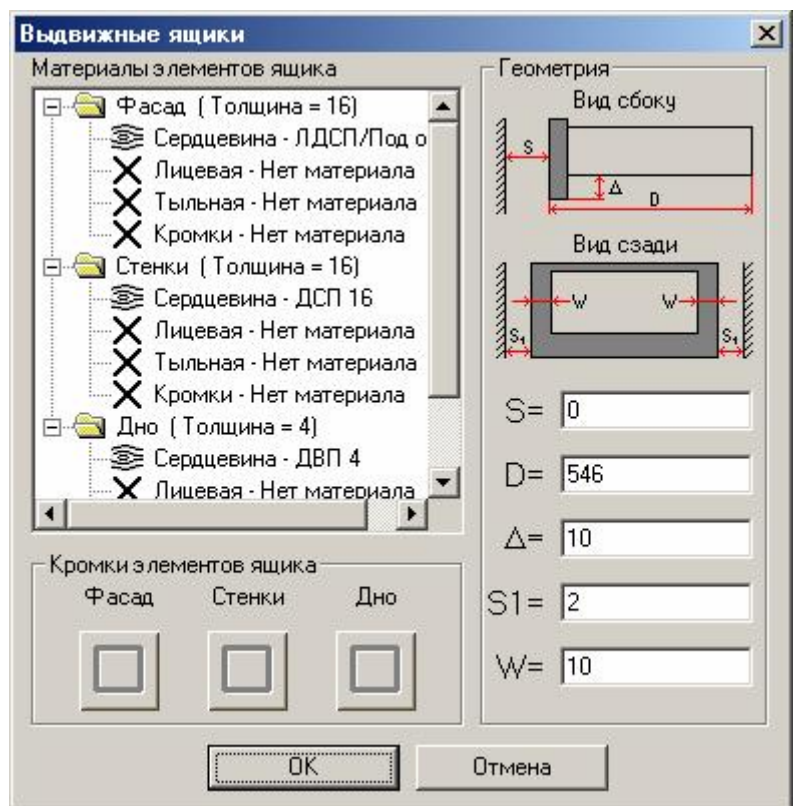 Выдвижные ящики
Материалы элементов ящика
Фасад (Толщина = 16)
Сердцевина - ЛДСП/Под о
Лицевая - Нет материала
Тыльная - Нет материала
Кромки - Нет материала
Стенки (Толщина = 16)
Сердцевина - ДСП 16
Лицевая - Нет материала
Тыльная - Нет материала
Кромки - Нет материала
Дно (Толщина = 4)
Сердцевина - ДВП 4
Лицевая - Нет материала
Кромки элементов ящика
Фасад Стенки Дно
Геометрия
Вид сбоку
S
Δ
D
Вид сзади
W W
S1 S1
S= 0
D= 546
Δ= 10
S1= 2
W= 10
OK Отмена